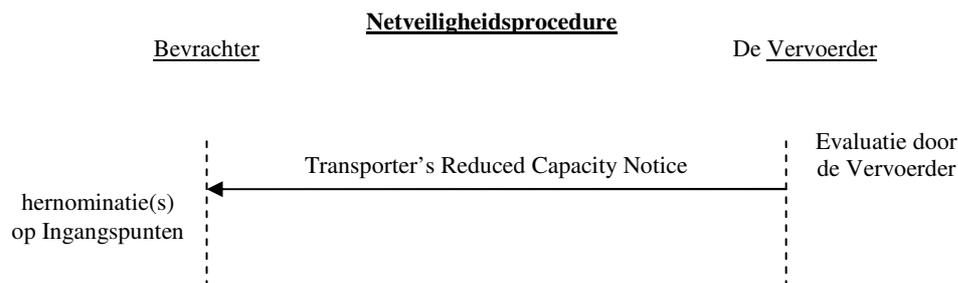 Netveiligheidsprocedure
Bevrachter
De Vervoerder
Evaluatie door
de Vervoerder
Transporter's Reduced Capacity Notice
hernominatie(s)
op Ingangspunten